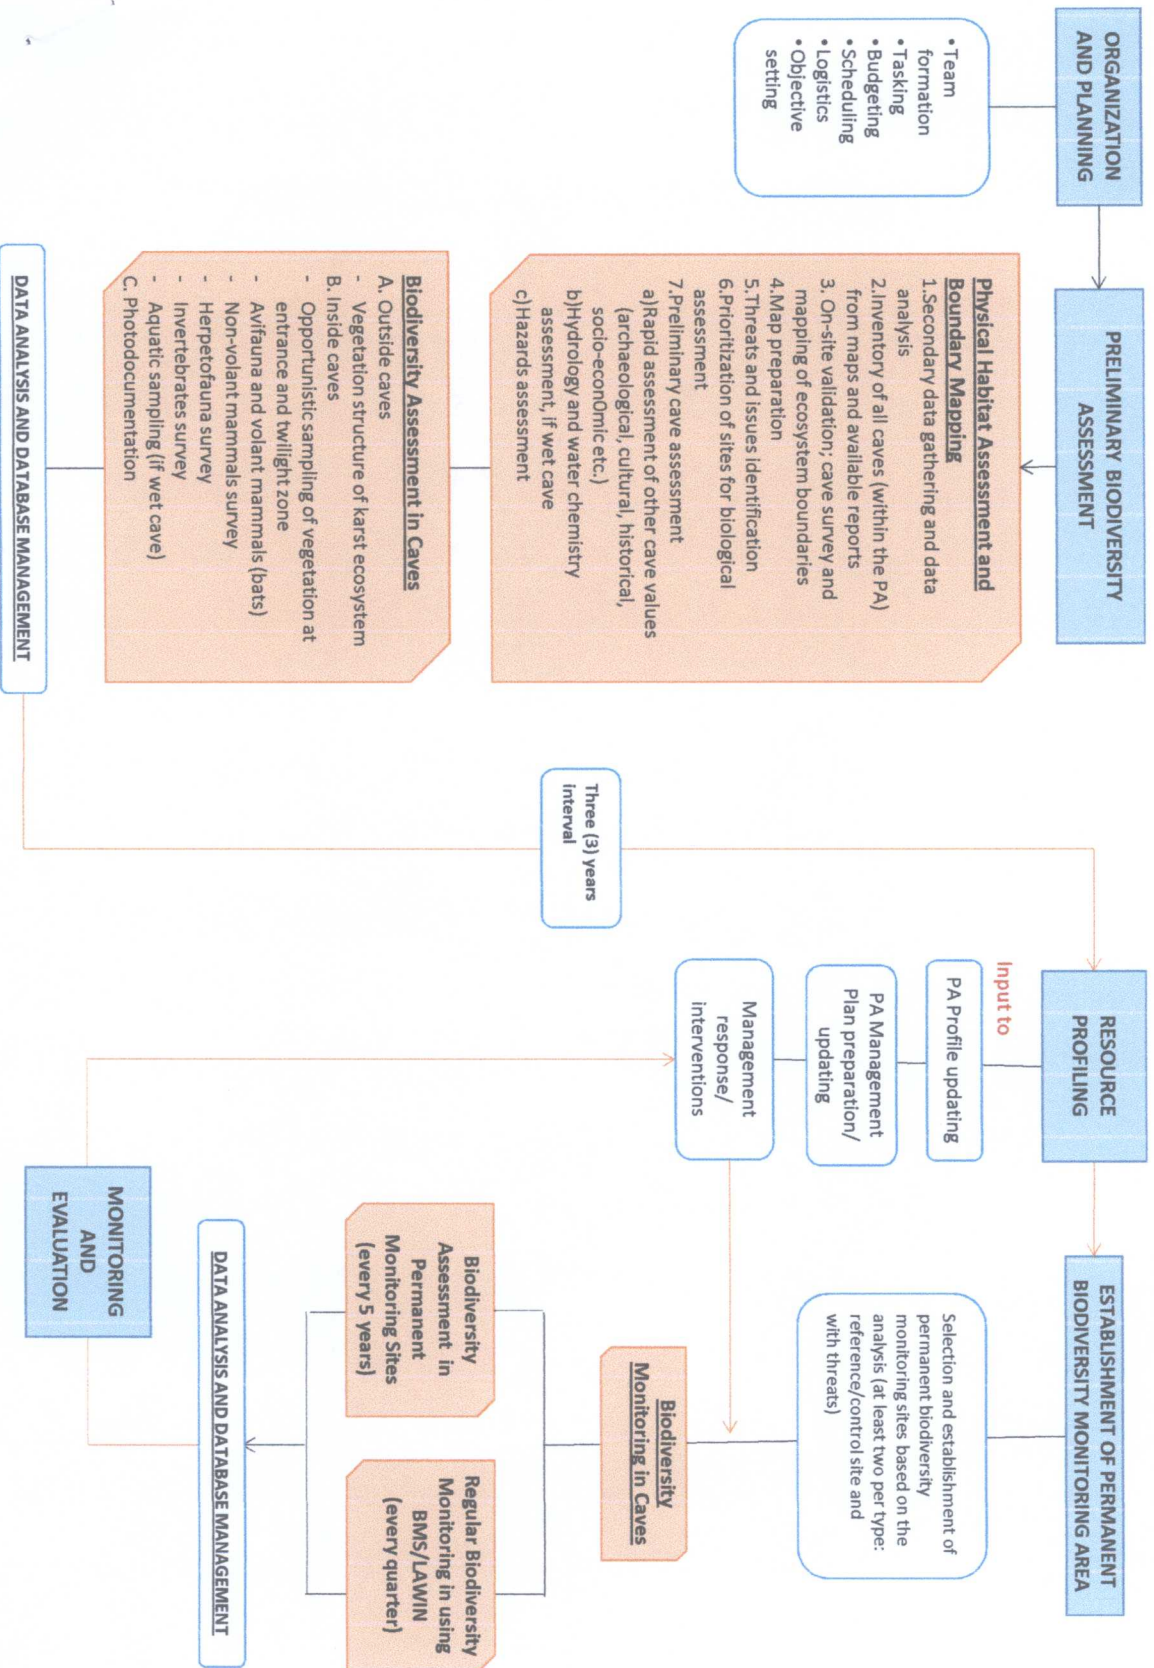 ORGANIZATION
AND PLANNING
• Team
formation
• Tasking
• Budgeting
• Scheduling
• Logistics
• Objective
setting
PRELIMINARY BIODIVERSITY
ASSESSMENT
Physical Habitat Assessment and
Boundary Mapping
1.Secondary data gathering and data
analysis
2.Inventory of all caves (within the PA)
from maps and available reports
3. On-site validation; cave survey and
mapping of ecosystem boundaries
4.Map preparation
5.Threats and issues identification
6.Prioritization of sites for biological
assessment
7.Preliminary cave assessment
a)Rapid assessment of other cave values
(archaeological, cultural, historical,
socio-econ0mic etc.)
b)Hydrology and water chemistry
assessment, if wet cave
c)Hazards assessment
Biodiversity Assessment in Caves
A. Outside caves
- Vegetation structure of karst ecosystem
B. Inside caves
- Opportunistic sampling of vegetation at
entrance and twilight zone
- Avifauna and volant mammals (bats)
- Non-volant mammals survey
- Herpetofauna survey
- Invertebrates survey
- Aquatic sampling (if wet cave)
C. Photodocumentation
DATA ANALYSIS AND DATABASE MANAGEMENT
Three (3) years
interval
RESOURCE
PROFILING
Input to
PA Profile updating
PA Management
Plan preparation/
updating
Management
response/
interventions
ESTABLISHMENT OF PERMANENT
BIODIVERSITY MONITORING AREA
Selection and establishment of
permanent biodiversity
monitoring sites based on the
analysis (at least two per type:
reference/control site and
with threats)
Biodiversity
Monitoring in Caves
Biodiversity
Assessment in
Permanent
Monitoring Sites
(every 5 years)
Regular Biodiversity
Monitoring in using
BMS/LAWIN
(every quarter)
DATA ANALYSIS AND DATABASE MANAGEMENT
MONITORING
AND
EVALUATION